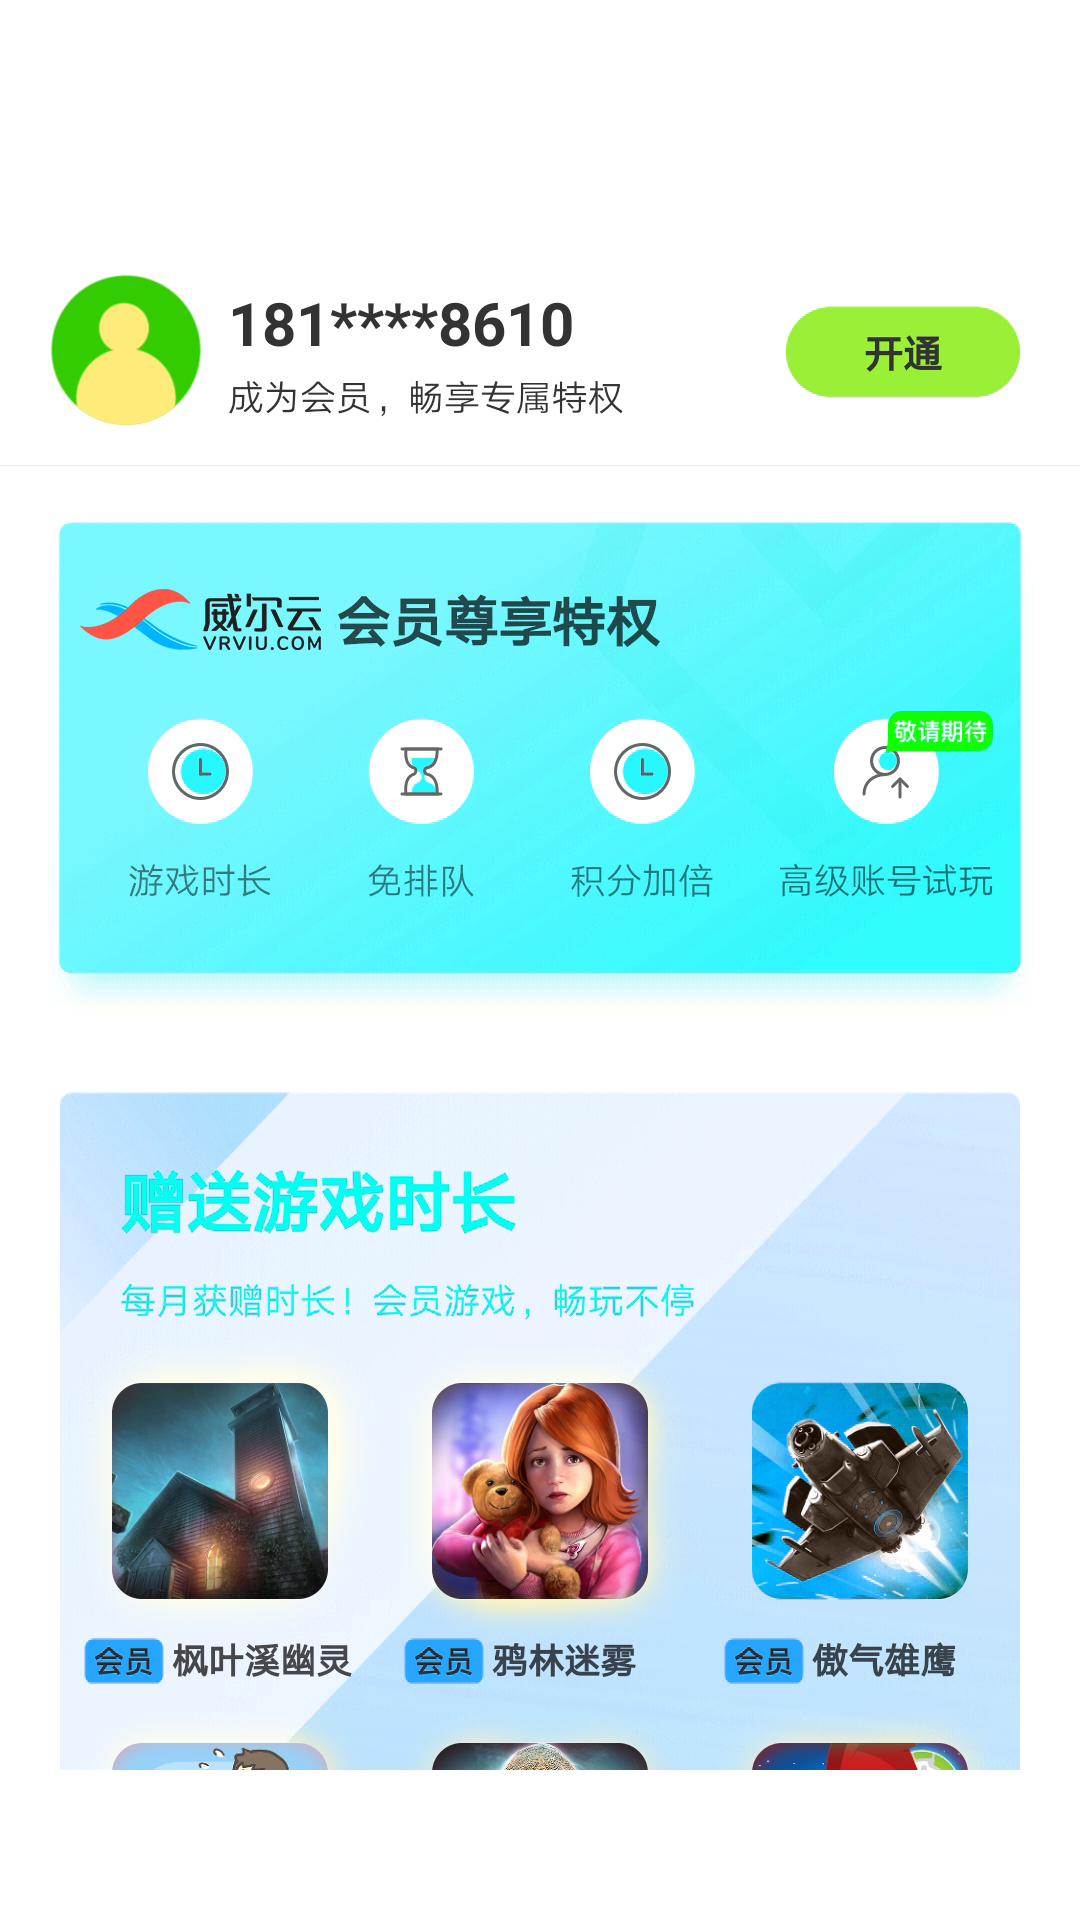 181****8610
成为会员，畅享专属特权
开通
威尔云
VRVIU.COM
会员尊享特权
敬请期待
游戏时长
免排队
积分加倍
高级账号试玩
赠送游戏时长
每月获赠时长！会员游戏，畅玩不停
会员 枫叶溪幽灵
会员 鸦林迷雾
会员 傲气雄鹰